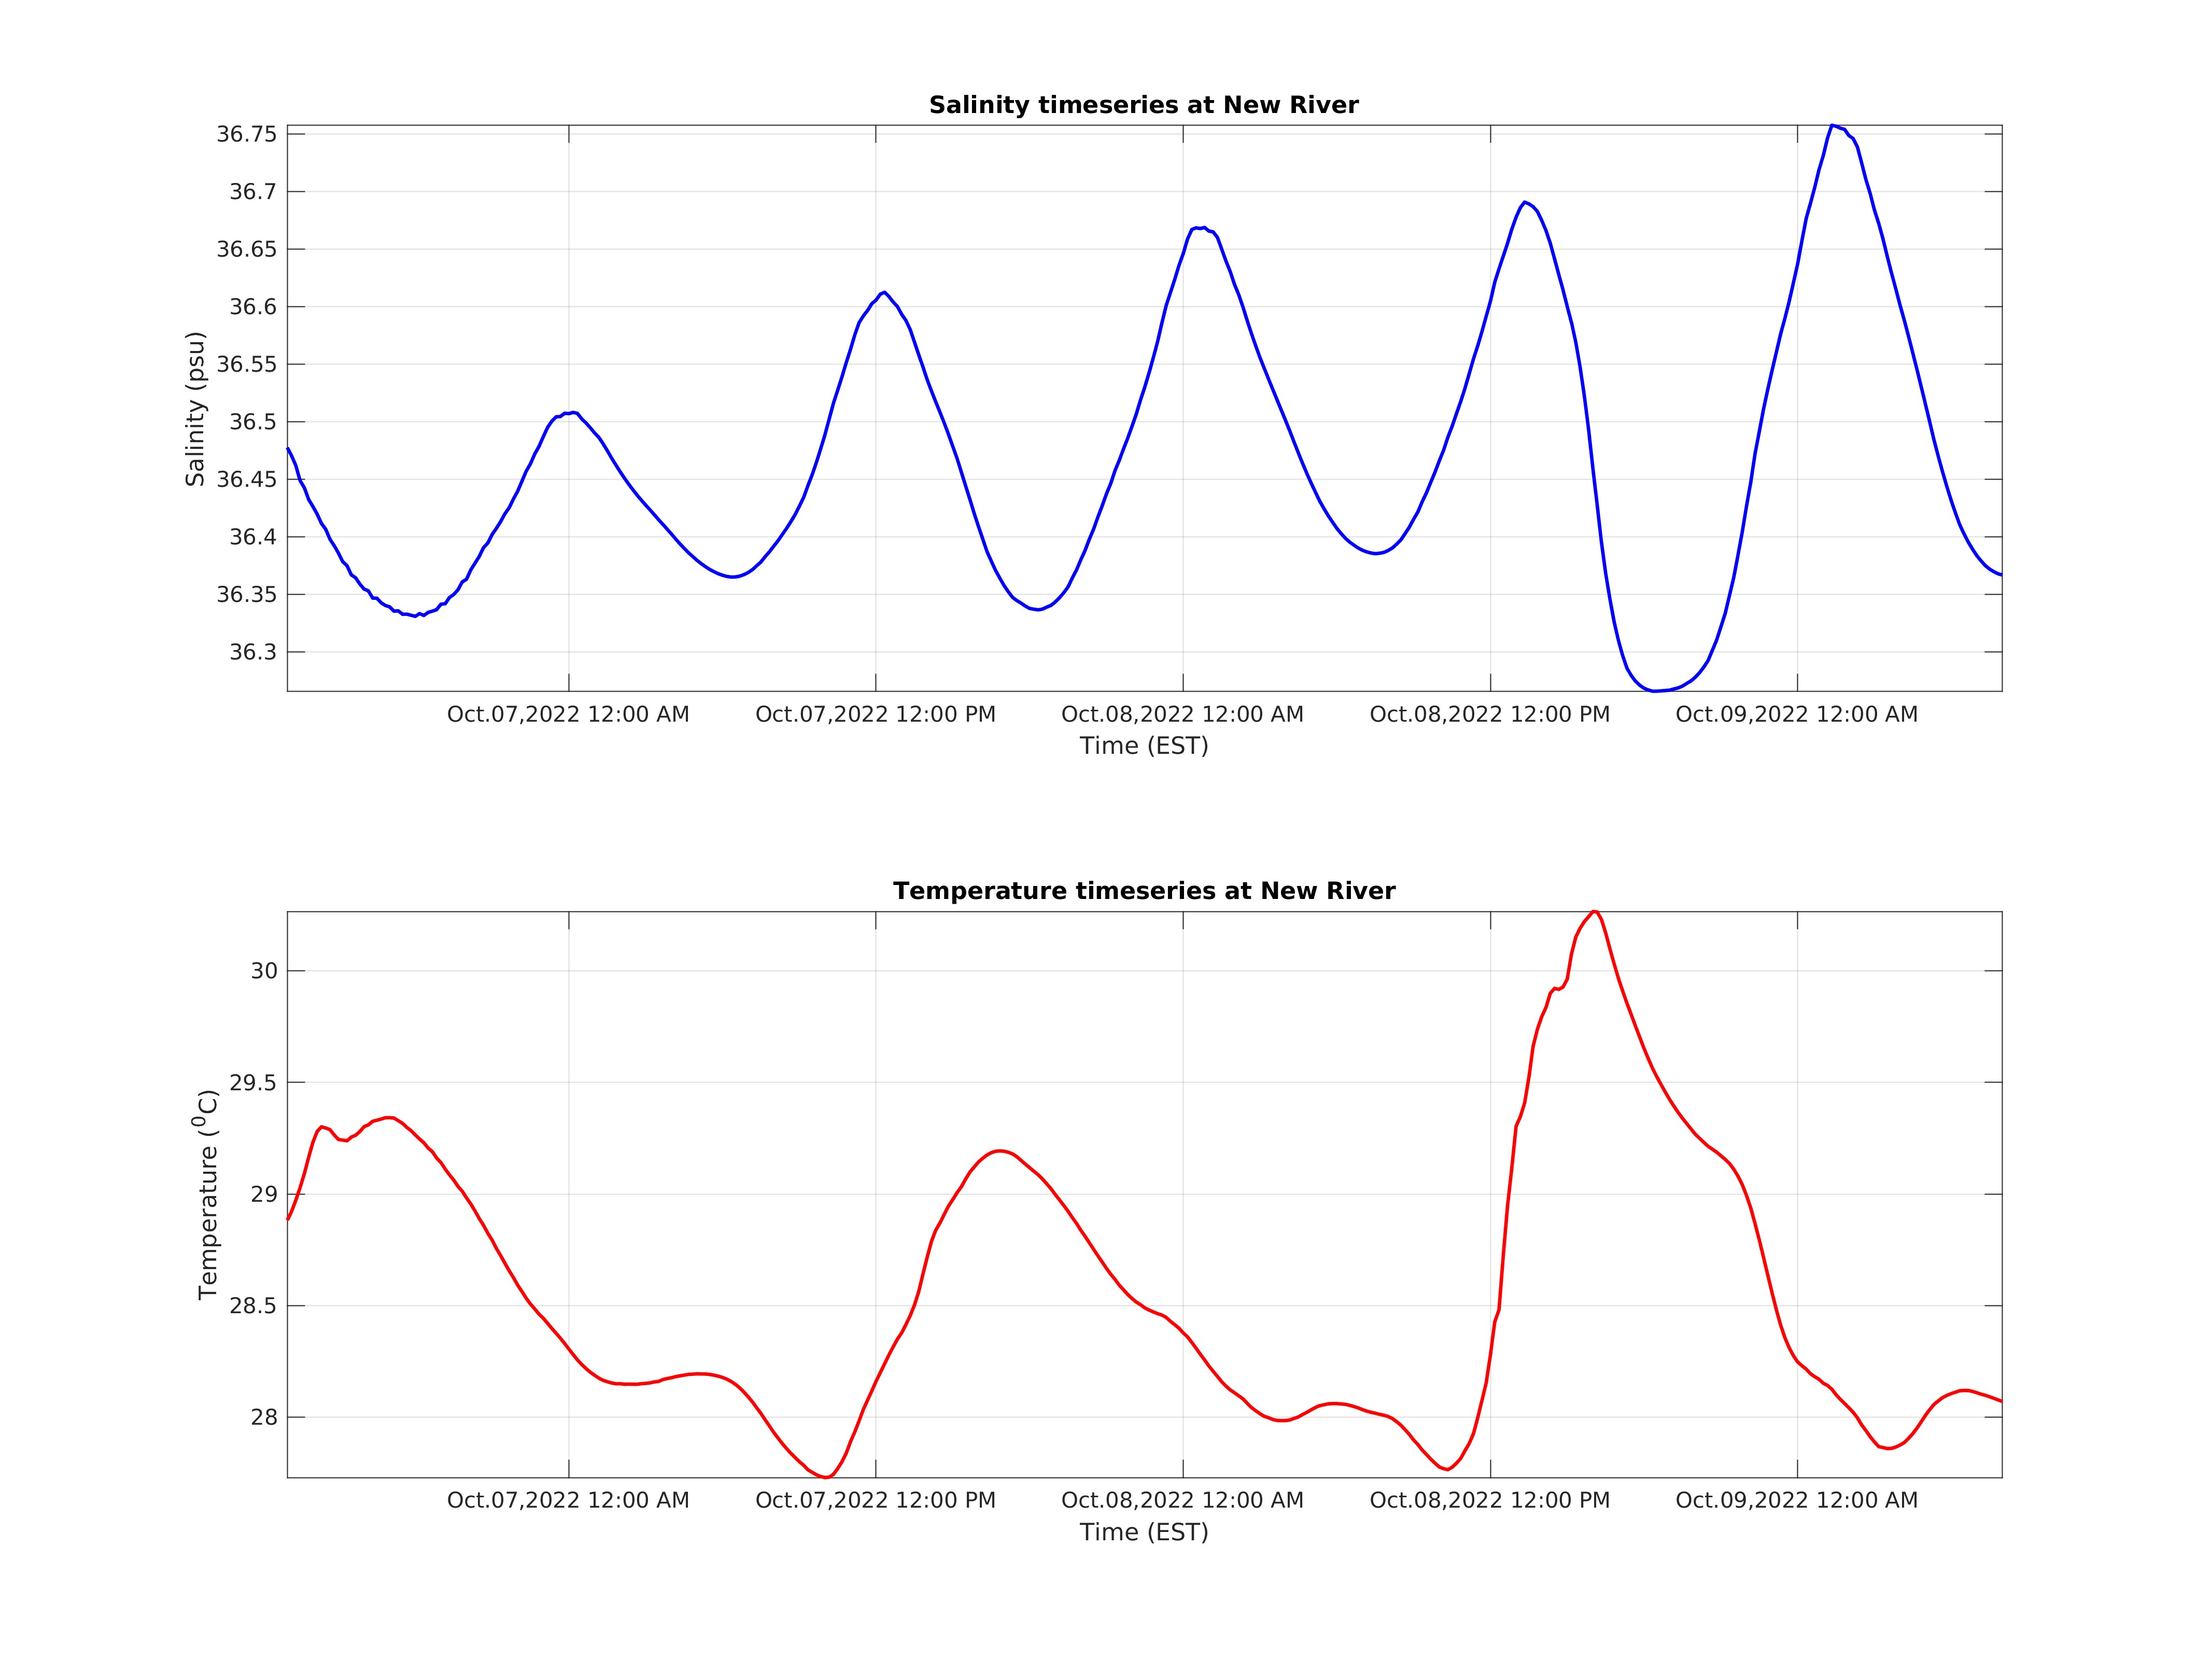 Salinity timeseries at New River
Salinity (psu)
36.75
36.7
36.65
36.6
36.55
36.5
36.45
36.4
36.35
36.3
Oct.07,2022 12:00 AM Oct.07,2022 12:00 PM Oct.08,2022 12:00 AM Oct.08,2022 12:00 PM Oct.09,2022 12:00 AM
Time (EST)
Temperature timeseries at New River
Temperature (⁰C)
30
29.5
29
28.5
28
Oct.07,2022 12:00 AM Oct.07,2022 12:00 PM Oct.08,2022 12:00 AM Oct.08,2022 12:00 PM Oct.09,2022 12:00 AM
Time (EST)